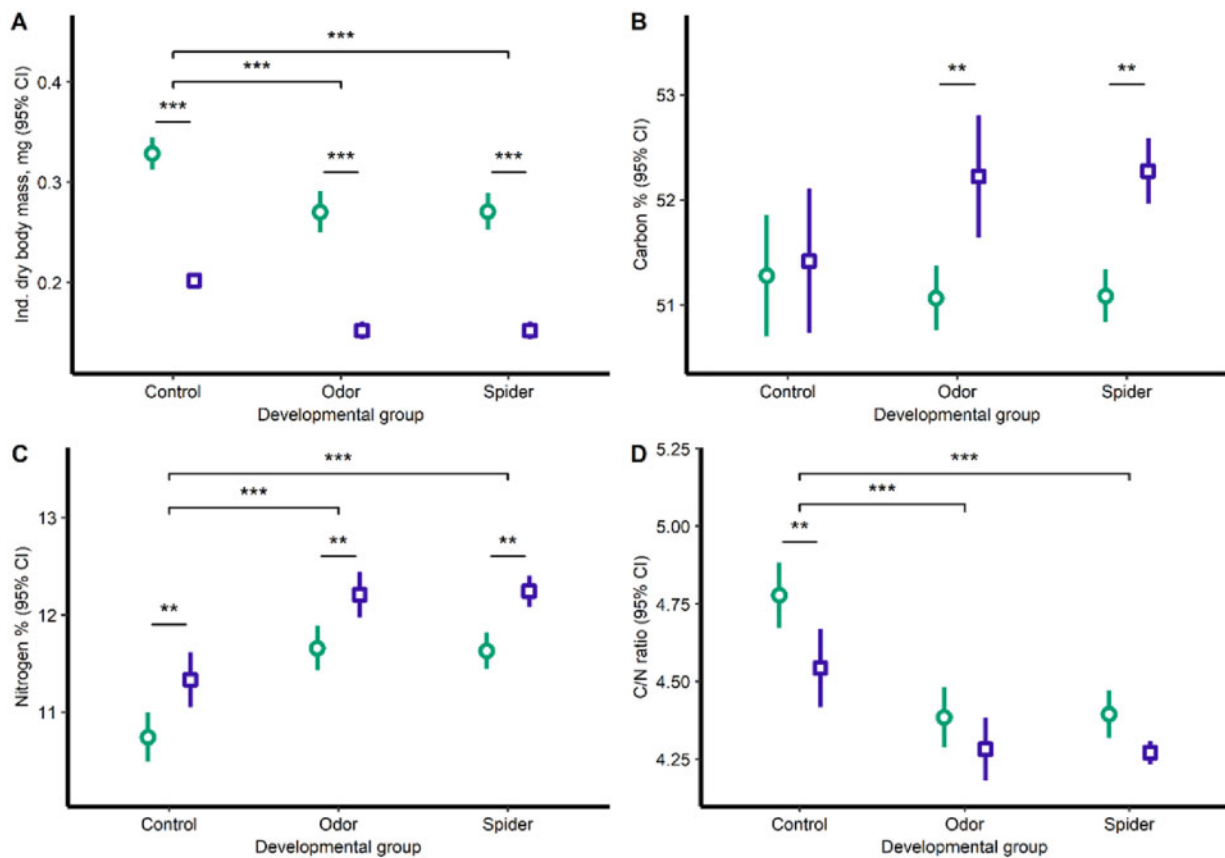 A
***
***
***
***
***
0.4
0.3
0.2
Ind. dry body mass, mg (95% CI)
Control
Odor
Spider
Developmental group
B
**
**
53
52
51
Carbon % (95% CI)
Control
Odor
Spider
Developmental group
C
***
***
**
**
**
13
12
11
Nitrogen % (95% CI)
Control
Odor
Spider
Developmental group
D
***
***
**
5.25
5.00
4.75
4.50
4.25
C/N ratio (95% CI)
Control
Odor
Spider
Developmental group